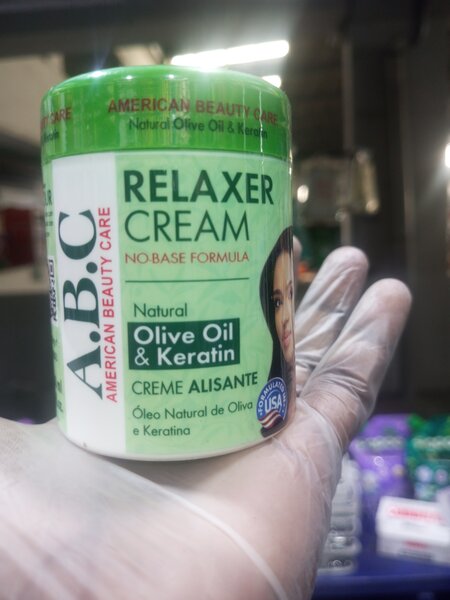 AMERICAN BEAUTY CARE
Natural Olive Oil & Keratin
A.B.C
AMERICAN BEAUTY CARE
RELAXER
CREAM
NO-BASE FORMULA
Natural
Olive Oil
& Keratin
CREME ALISANTE
Óleo Natural de Oliva
e Keratina
FORMULATED
USA